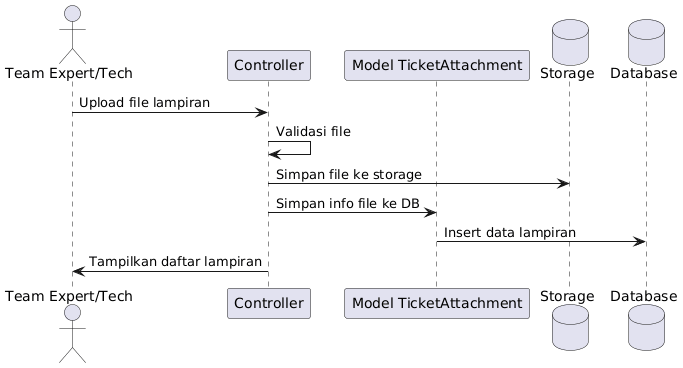 Team Expert/Tech
Controller
Model TicketAttachment
Storage
Database
Upload file lampiran
Validasi file
Simpan file ke storage
Simpan info file ke DB
Insert data lampiran
Tampilkan daftar lampiran
Team Expert/Tech
Controller
Model TicketAttachment
Storage
Database